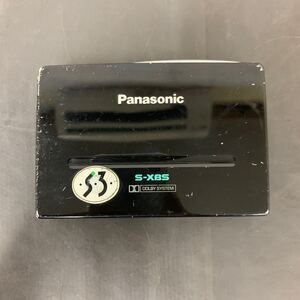 Panasonic
S-XBS
DOLBY SYSTEM
S3